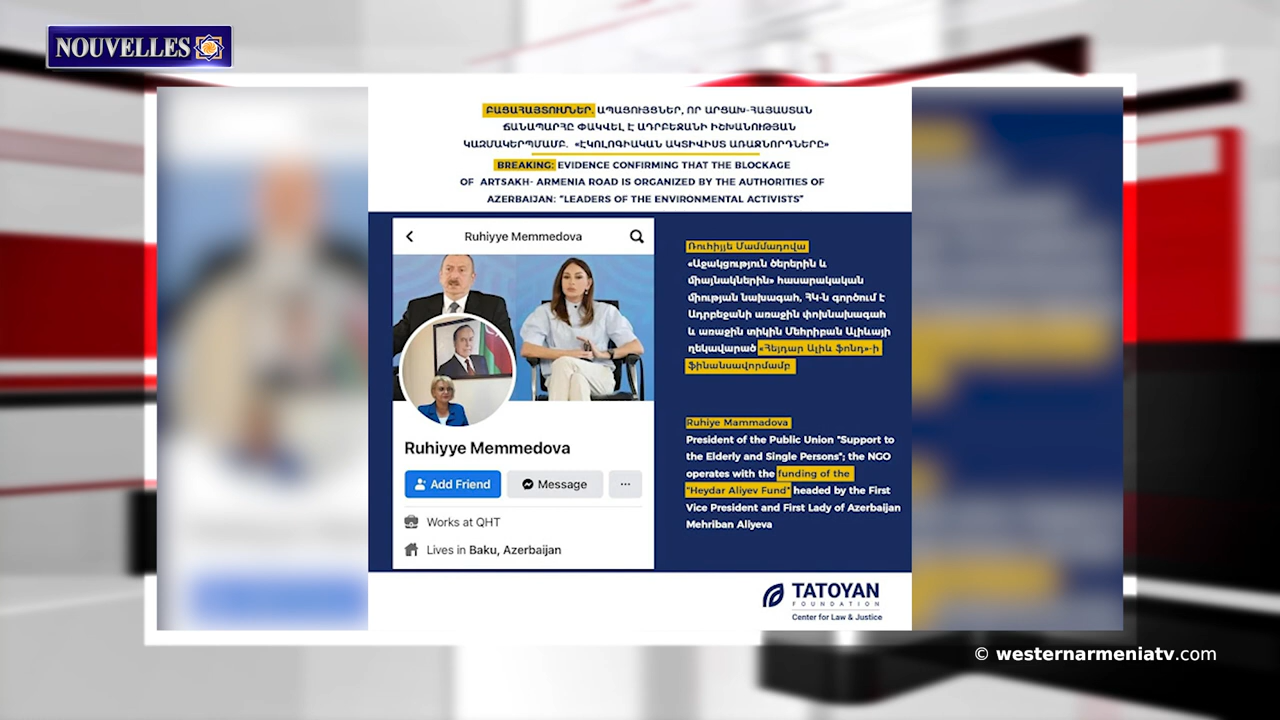 NOUVELLES
ԲԱՑԱՀԱՅՏՈՒՄՆԵՐ. ԱՊԱՑՈՒՅՑՆԵՐ, ՈՐ ԱՐՑԱԽ-ՀԱՅԱՍՏԱՆ
ՃԱՆԱՊԱՐՀԸ ՓԱԿՎԵԼ Է ԱԴՐԲԵՋԱՆԻ ԻՇԽԱՆՈՒԹՅԱՆ
ԿԱԶՄԱԿԵՐՊՄԱՄԲ. «ԷԿՈԼՈԳԻԱԿԱՆ ԱԿՏԻՎԻՍՏ ԱՌԱՋՆՈՐԴՆԵՐԸ»
BREAKING: EVIDENCE CONFIRMING THAT THE BLOCKAGE
OF ARTSAKH- ARMENIA ROAD IS ORGANIZED BY THE AUTHORITIES OF
AZERBAIJAN: "LEADERS OF THE ENVIRONMENTAL ACTIVISTS"
Ruhiyye Memmedova
Ruhiyye Memmedova
Add Friend
Message
...
Works at QHT
Lives in Baku, Azerbaijan
Ռուհիյյե Մամմադովա
«Աջակցություն ծերերին և
միայնակներին» հասարակական
միության նախագահ, ՀԿ-ն գործում է
Ադրբեջանի առաջին փոխնախագահ
և առաջին տիկին Մեհրիբան Ալիևայի
ղեկավարած «Հեյդար Ալիև ֆոնդ»-ի
ֆինանսավորմամբ
Ruhiye Mammadova
President of the Public Union "Support to
the Elderly and Single Persons"; the NGO
operates with the funding of the
"Heydar Aliyev Fund" headed by the First
Vice President and First Lady of Azerbaijan
Mehriban Aliyeva
TATOYAN
FOUNDATION
Center for Law & Justice
© westernarmeniatv.com